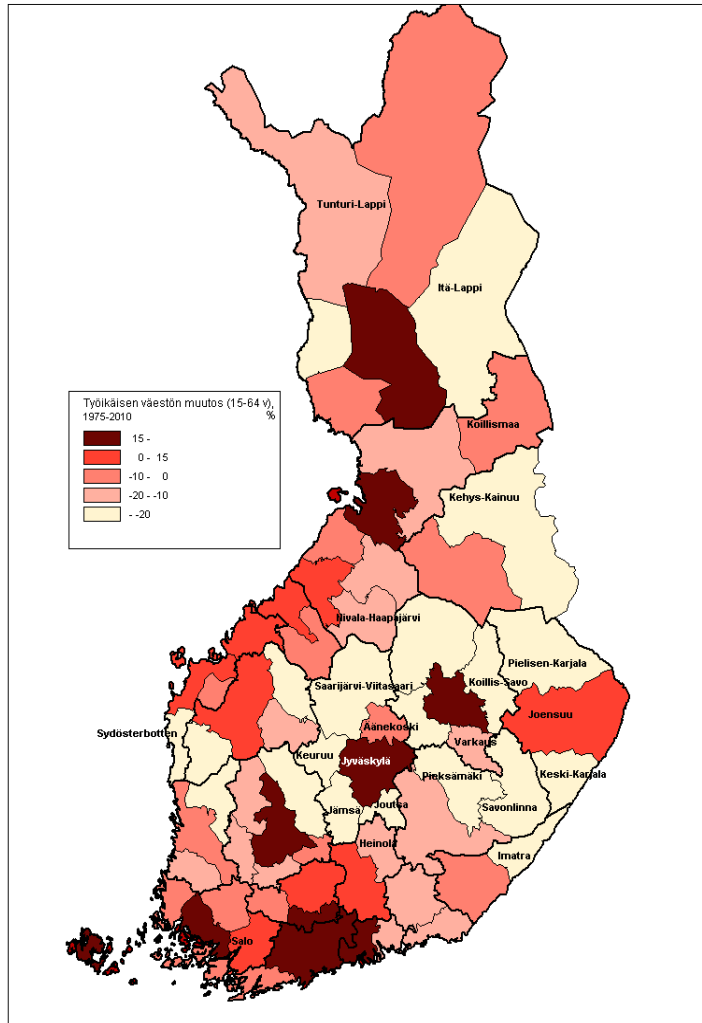 Tunturi-Lappi
Itä-Lappi
Työikäisen väestön muutos (15-64 v),
1975-2010 %
15 -
0 - 15
-10 - 0
-20 - -10
- -20
Koillismaa
Kehys-Kainuu
Nivala-Haapajärvi
Pielisen-Karjala
Saarijärvi-Viitasaari
Koillis-Savo
Joensuu
Äänekoski
Sydösterbotten
Varkaus
Keuruu
Jyväskylä
Pieksämäki
Keski-Karjala
Jämsä
Joutsa
Savonlinna
Heinola
Imatra
Salo